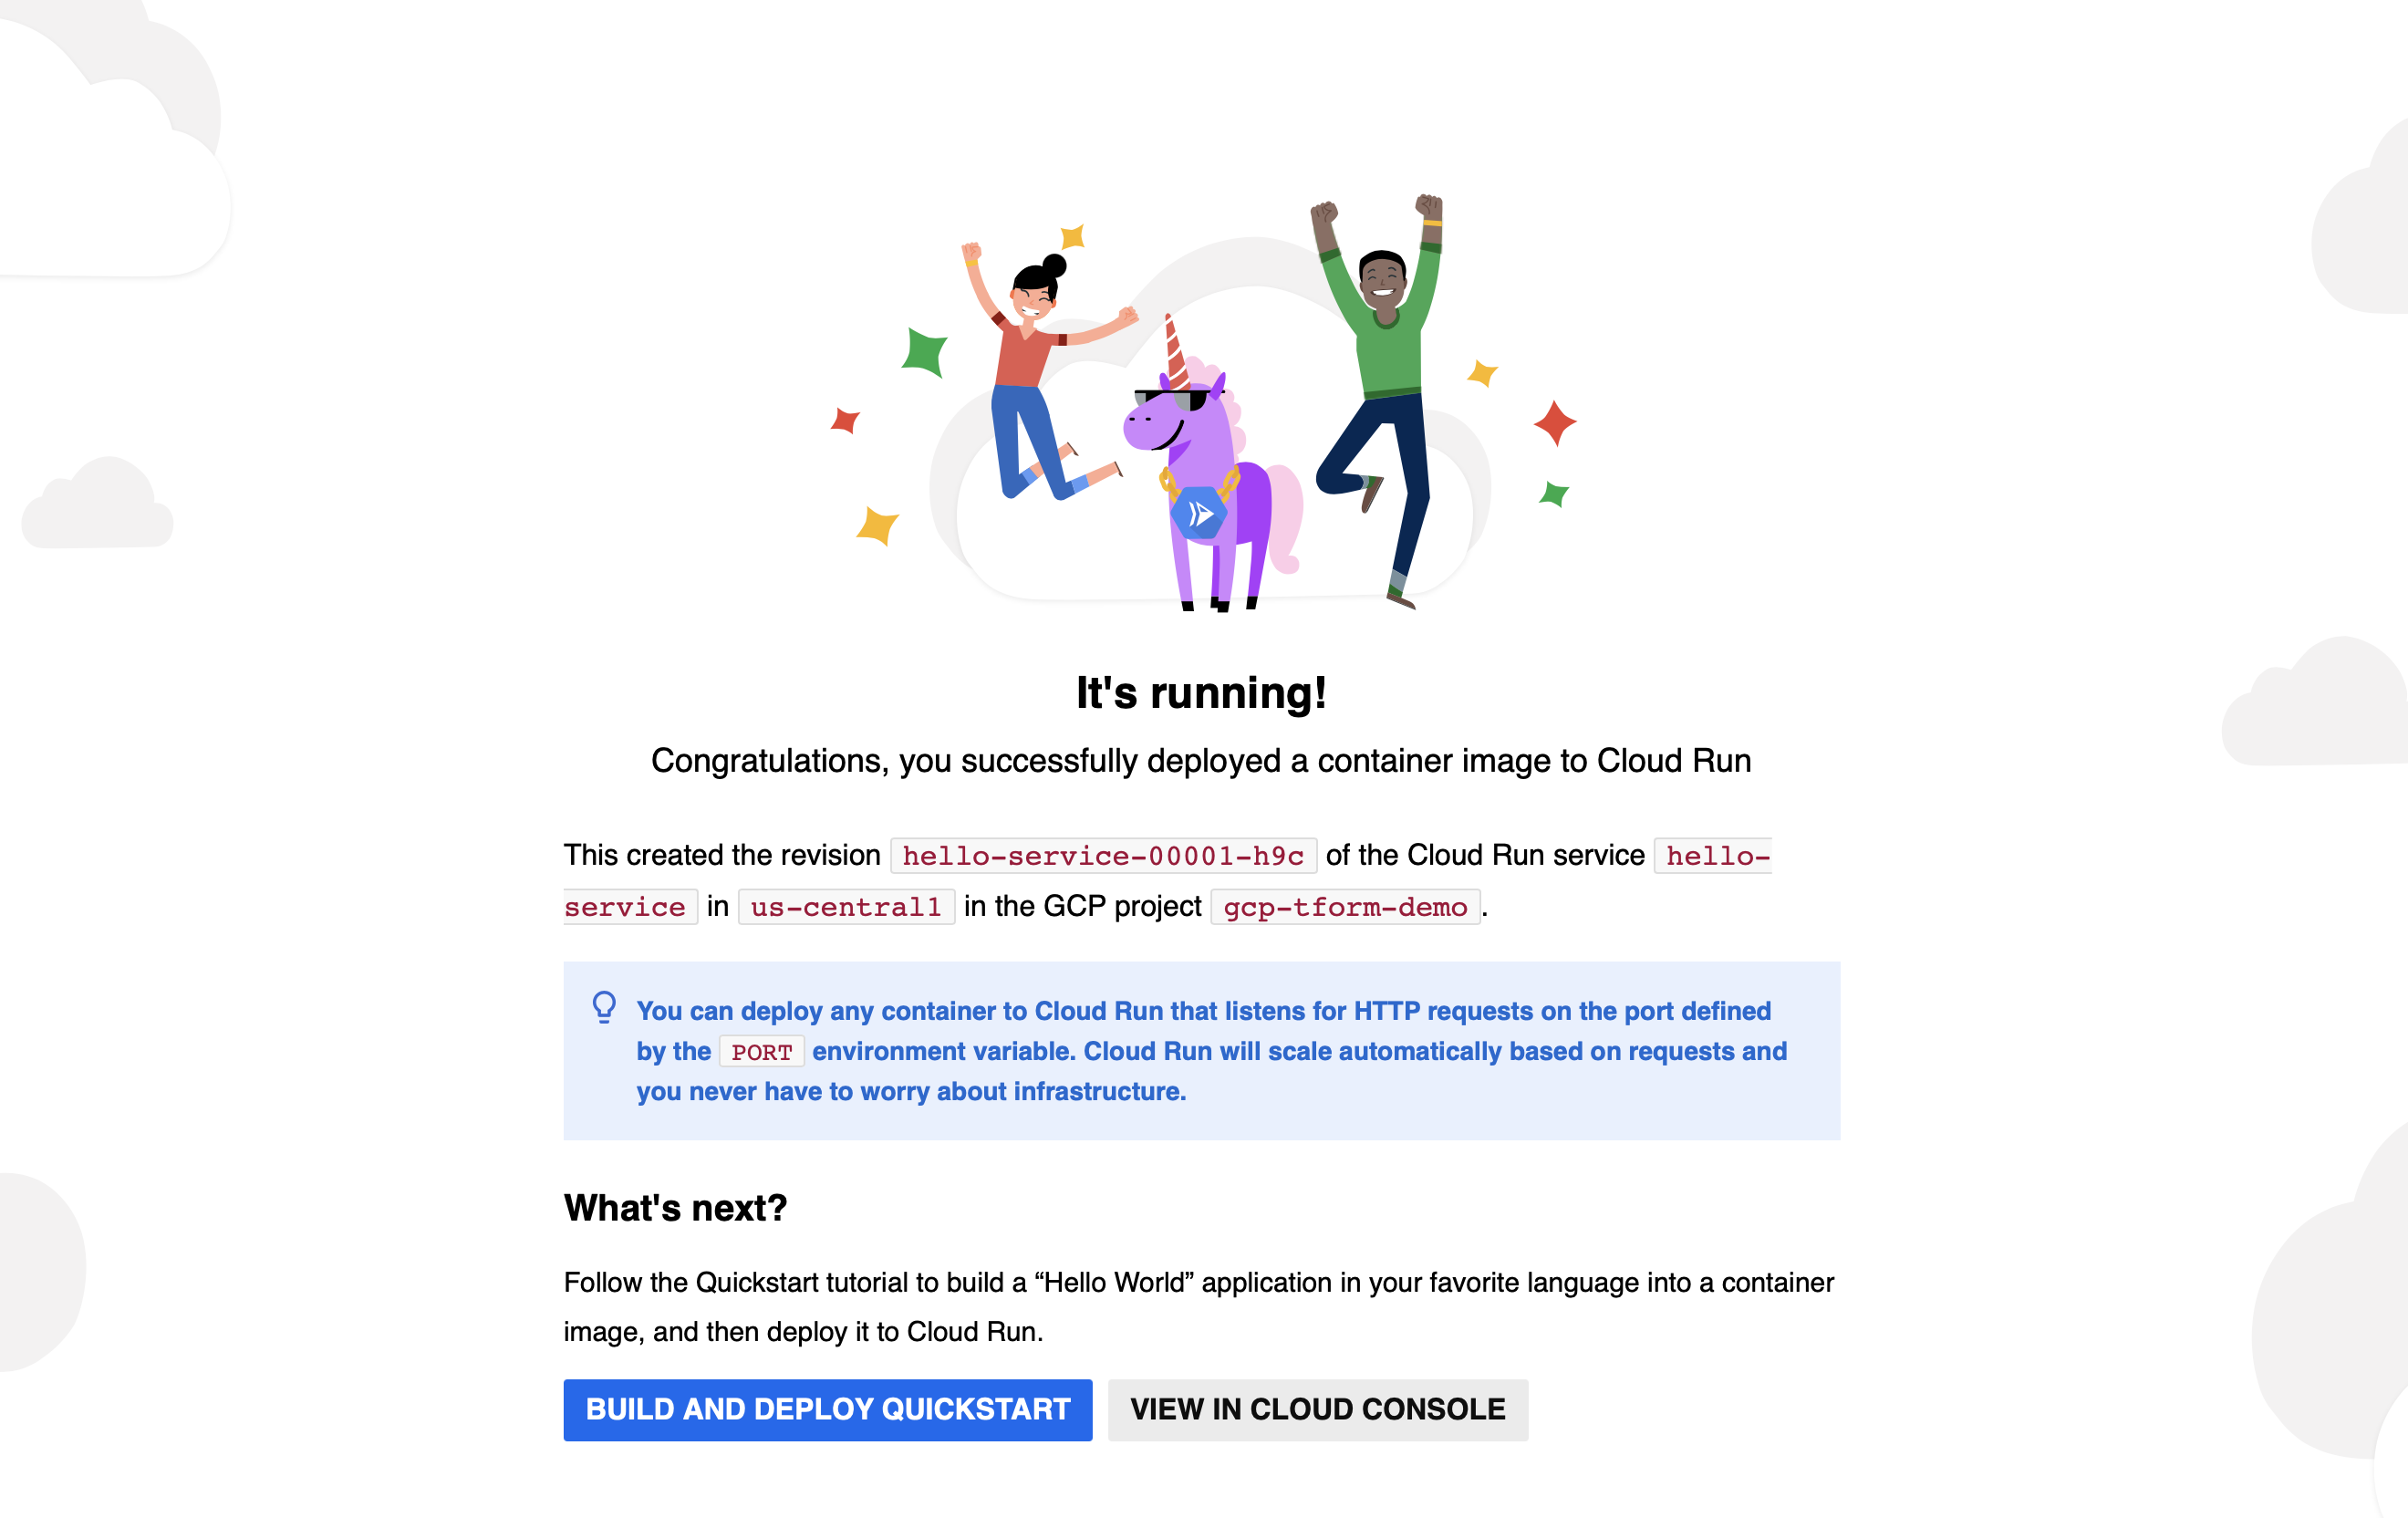 It's running!
Congratulations, you successfully deployed a container image to Cloud Run
This created the revision hello-service-00001-h9c of the Cloud Run service hello-
service in us-central1 in the GCP project gcp-tform-demo.
You can deploy any container to Cloud Run that listens for HTTP requests on the port defined
by the PORT environment variable. Cloud Run will scale automatically based on requests and
you never have to worry about infrastructure.
What's next?
Follow the Quickstart tutorial to build a “Hello World” application in your favorite language into a container
image, and then deploy it to Cloud Run.
BUILD AND DEPLOY QUICKSTART VIEW IN CLOUD CONSOLE